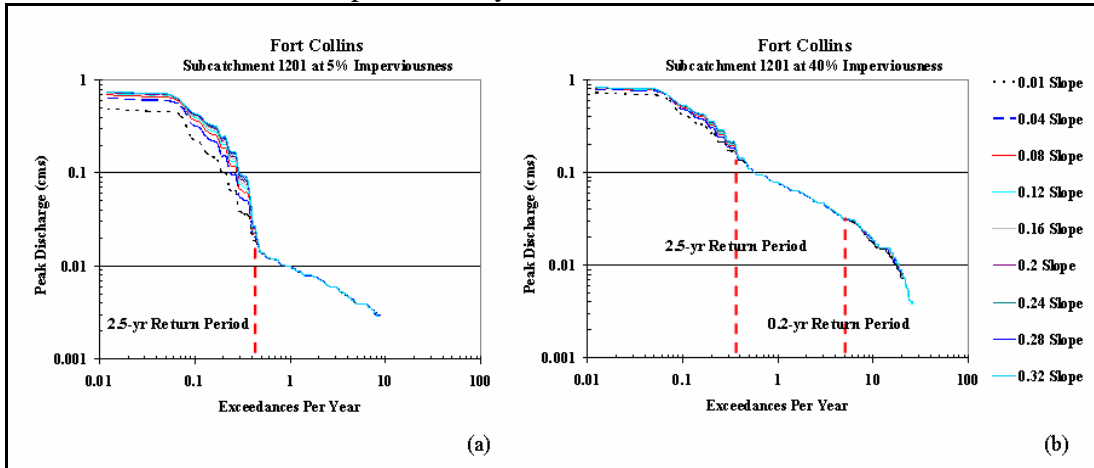 Fort Collins
Subcatchment 1201 at 5% Imperviousness
Peak Discharge (cms)
1
0.1
0.01
0.001
2.5-yr Return Period
0.01
0.1
1
10
100
Exceedances Per Year
(a)
Fort Collins
Subcatchment 1201 at 40% Imperviousness
Peak Discharge (cms)
1
0.1
0.01
0.001
2.5-yr Return Period
0.2-yr Return Period
0.01
0.1
1
10
100
Exceedances Per Year
(b)
0.01 Slope
0.04 Slope
0.08 Slope
0.12 Slope
0.16 Slope
0.2 Slope
0.24 Slope
0.28 Slope
0.32 Slope